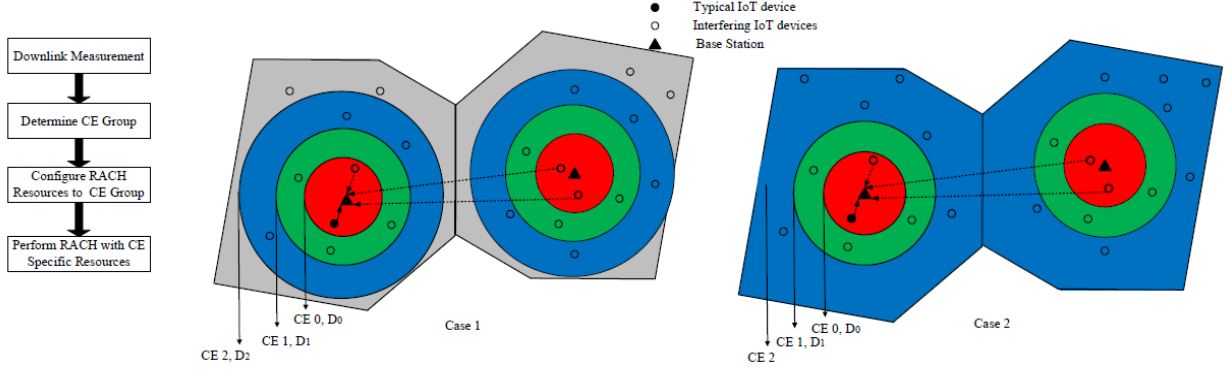 Typical IoT device
Interfering IoT devices
Base Station
Downlink Measurement
Determine CE Group
Configure RACH
Resources to CE Group
Perform RACH with CE
Specific Resources
CE 0, D0
CE 1, D1
CE 2, D2
Case 1
CE 0, D0
CE 1, D1
CE 2
Case 2